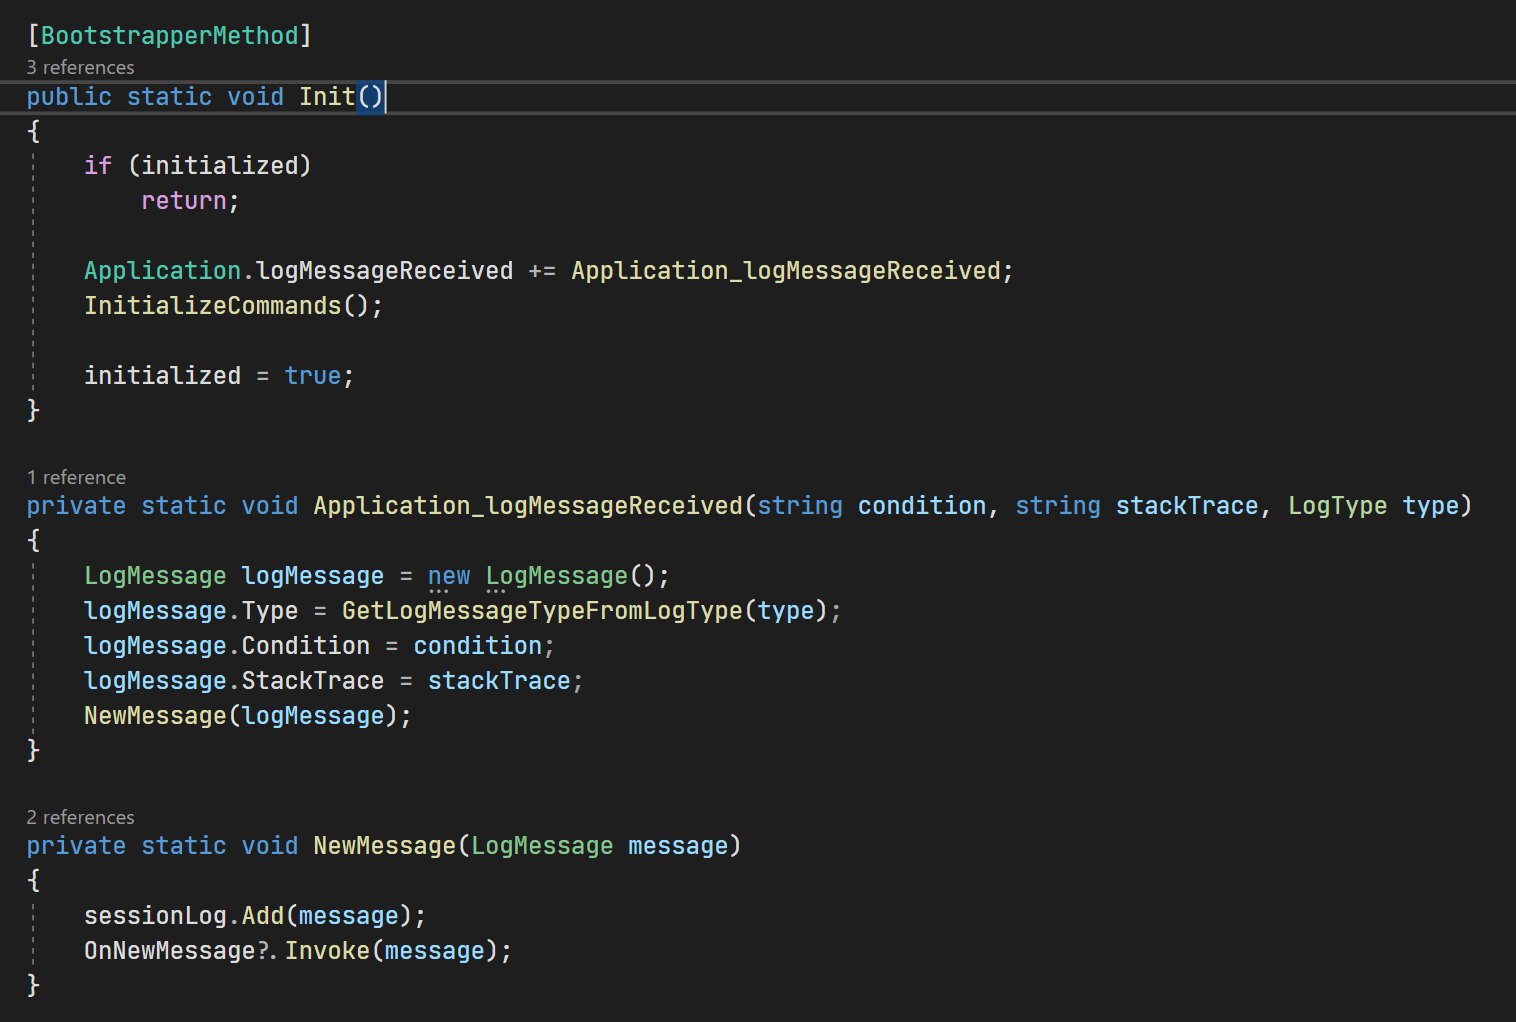 [BootstrapperMethod]
3 references
public static void Init()
{
    if (initialized)
        return;

    Application.logMessageReceived += Application_logMessageReceived;
    InitializeCommands();

    initialized = true;
}

1 reference
private static void Application_logMessageReceived(string condition, string stackTrace, LogType type)
{
    LogMessage logMessage = new LogMessage();
    logMessage.Type = GetLogMessageTypeFromLogType(type);
    logMessage.Condition = condition;
    logMessage.StackTrace = stackTrace;
    NewMessage(logMessage);
}

2 references
private static void NewMessage(LogMessage message)
{
    sessionLog.Add(message);
    OnNewMessage?.Invoke(message);
}